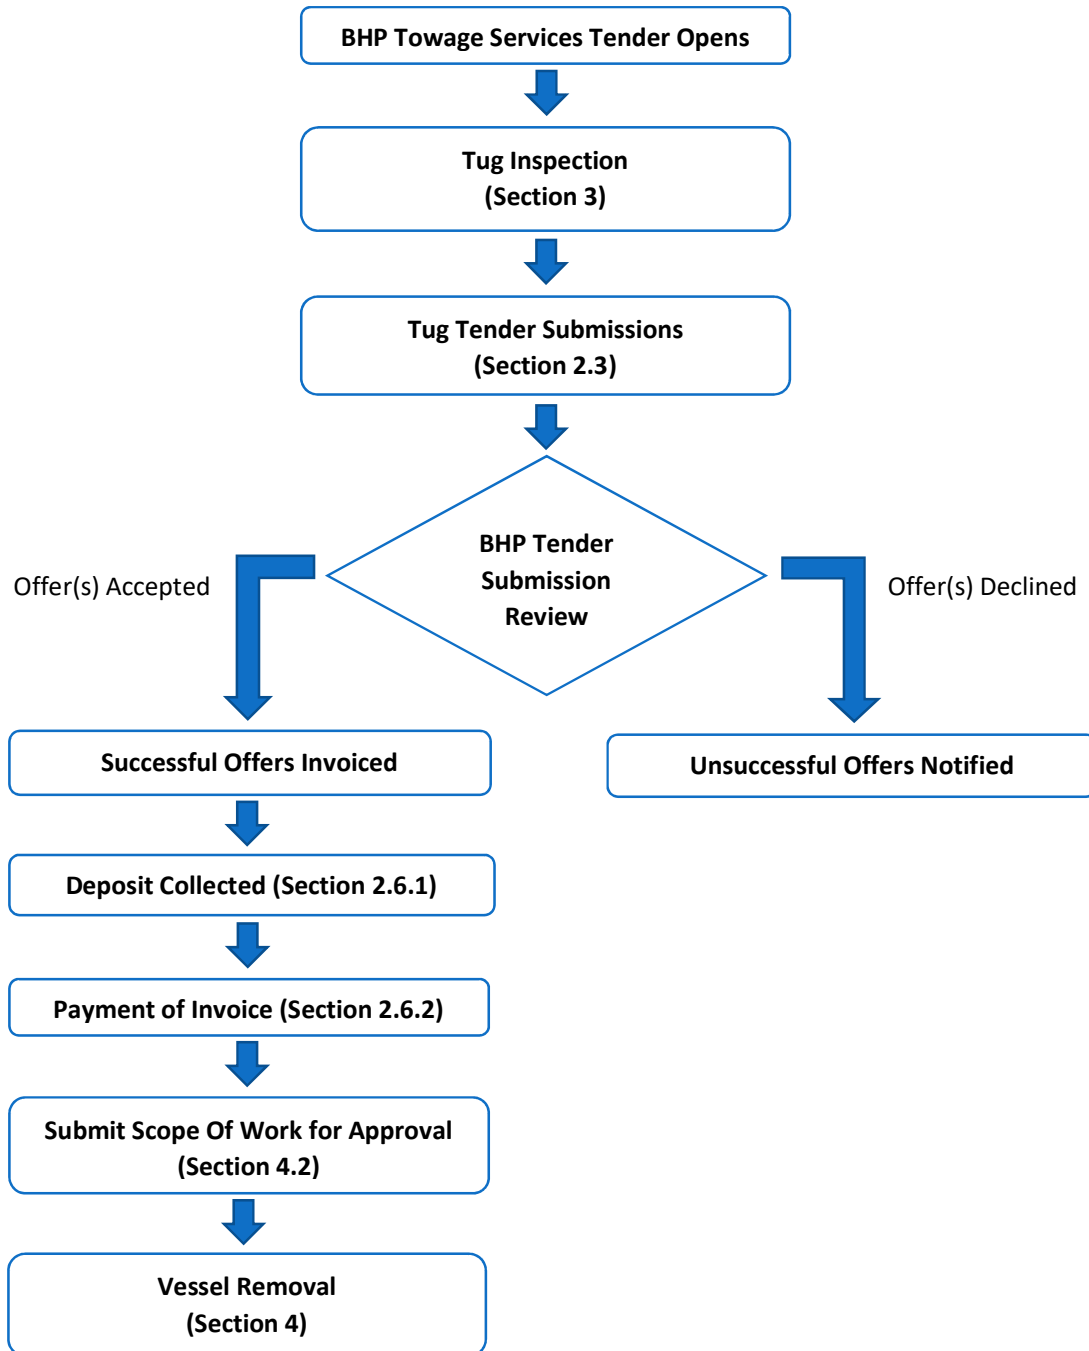 BHP Towage Services Tender Opens
Tug Inspection
(Section 3)
Tug Tender Submissions
(Section 2.3)
BHP Tender
Submission
Review
Offer(s) Accepted
Offer(s) Declined
Successful Offers Invoiced
Unsuccessful Offers Notified
Deposit Collected (Section 2.6.1)
Payment of Invoice (Section 2.6.2)
Submit Scope Of Work for Approval
(Section 4.2)
Vessel Removal
(Section 4)